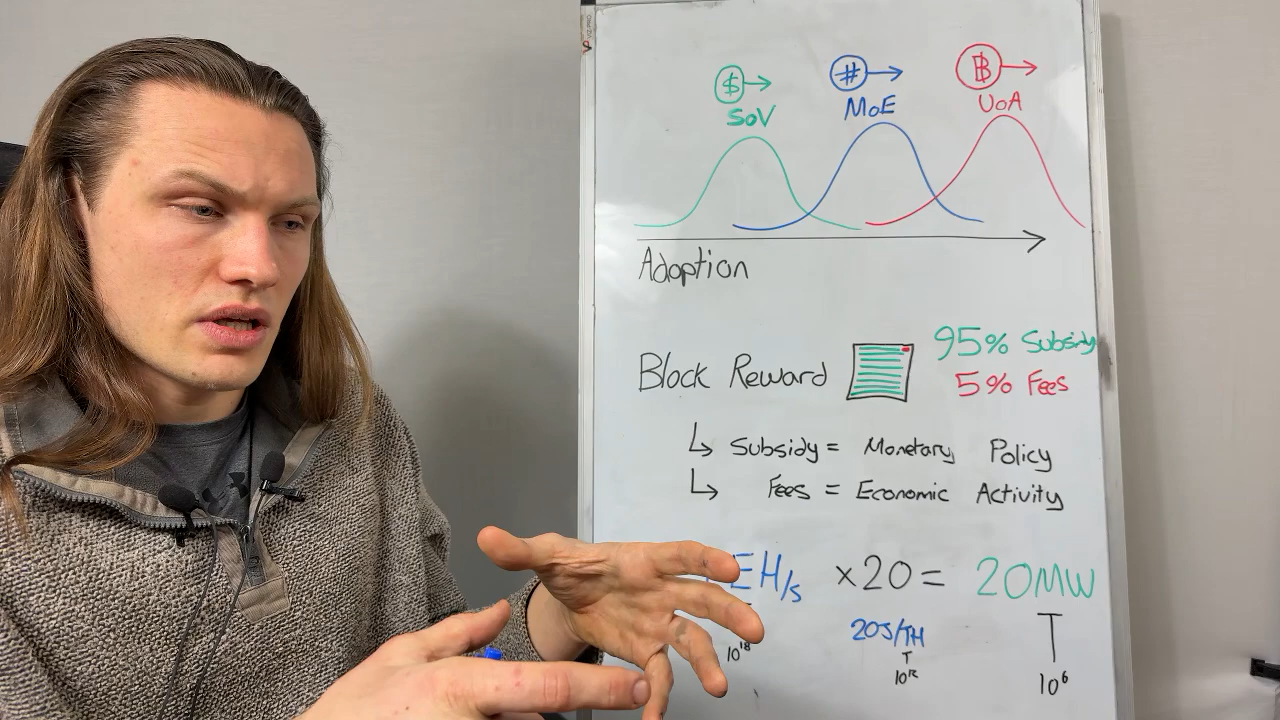 $ → # → ₿ →
SoV MoE UoA
Adoption
Block Reward
95% Subsidy
5% Fees
↳ Subsidy = Monetary Policy
↳ Fees = Economic Activity
EH/s ×20 = 20MW
20J/TH
10¹⁸ 10¹² 10⁶